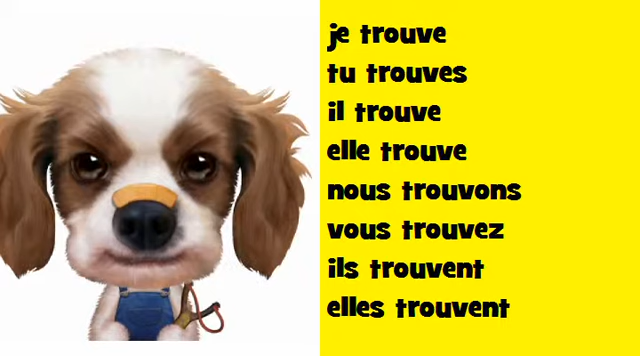 je trouve
tu trouves
il trouve
elle trouve
nous trouvons
vous trouvez
ils trouvent
elles trouvent